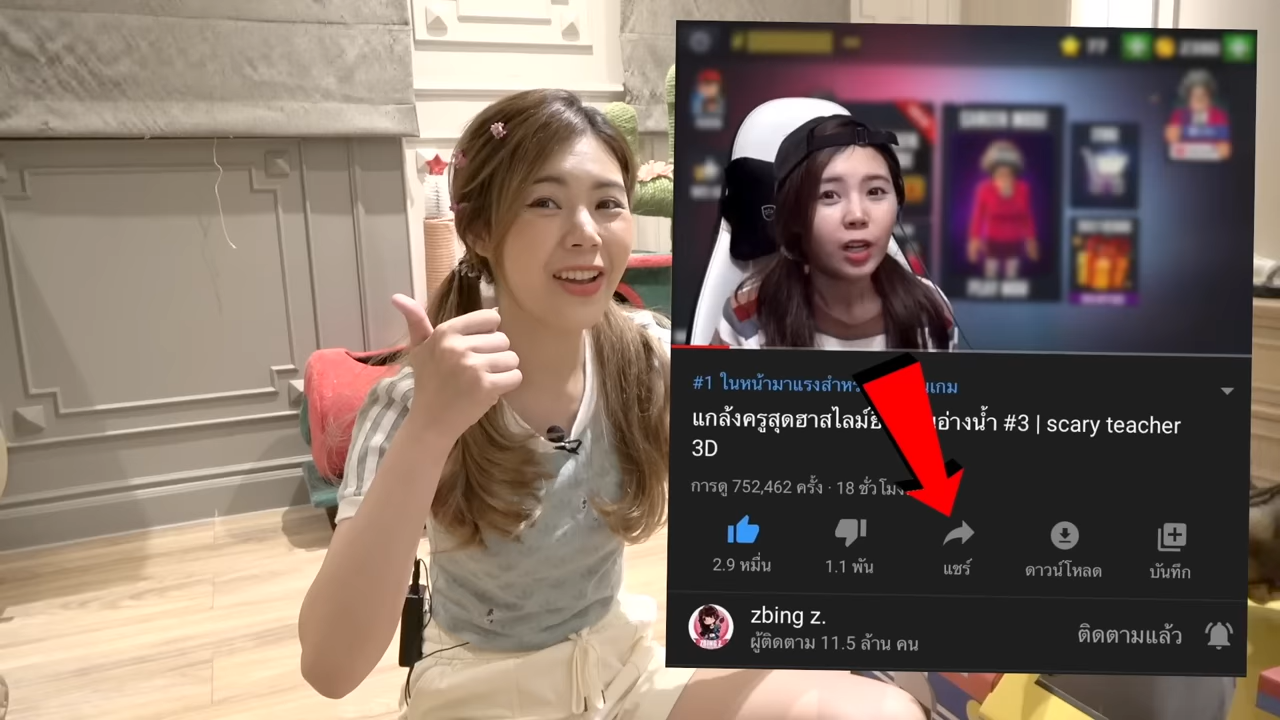 77
#1 ในหน้ามาแรงสำหร นเกม
แกล้งครูสุดฮาสไลม์ยั อ่างน้ำ #3 | scary teacher
3D
การดู 752,462 ครั้ง · 18 ชั่วโมง
2.9 หมื่น
1.1 พัน
แชร์
ดาวน์โหลด
บันทึก
zbing z.
ผู้ติดตาม 11.5 ล้าน คน
ติดตามแล้ว